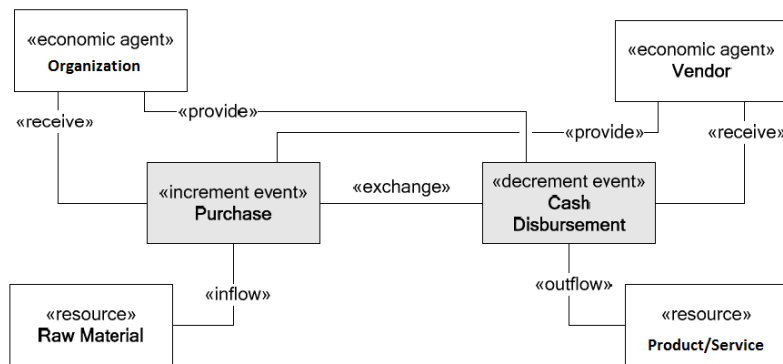 «economic agent»
Organization
«economic agent»
Vendor
«receive»
«provide»
«provide»
«receive»
«increment event»
Purchase
«exchange»
«decrement event»
Cash
Disbursement
«inflow»
«outflow»
«resource»
Raw Material
«resource»
Product/Service